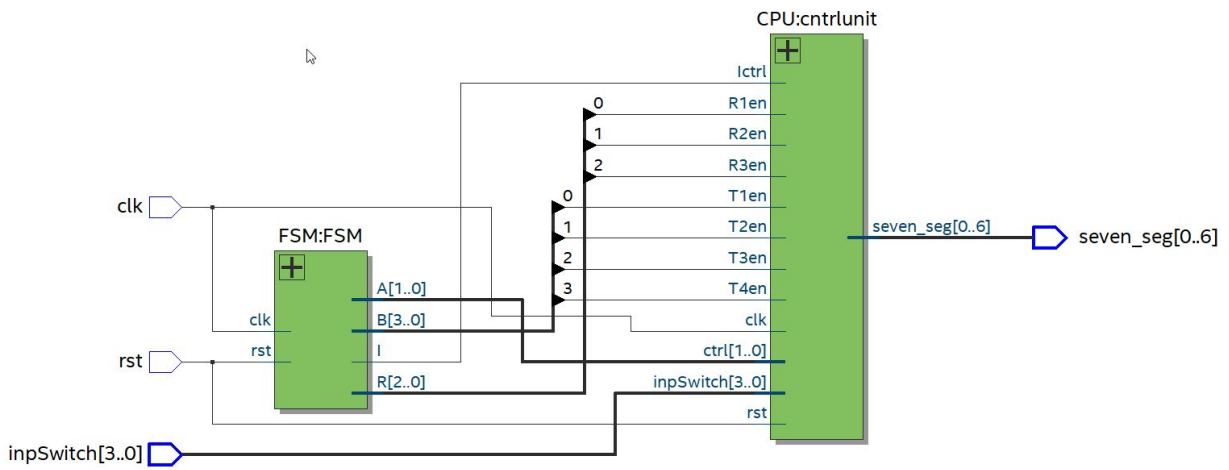 CPU:cntrlunit
Ictrl
0 R1en
1 R2en
2 R3en
0 T1en
clk
1 T2en
seven_seg[0..6] seven_seg[0..6]
FSM:FSM
2 T3en
A[1..0] 3 T4en
clk B[3..0] clk
rst rst I ctrl[1..0]
R[2..0] inpSwitch[3..0]
rst
inpSwitch[3..0]